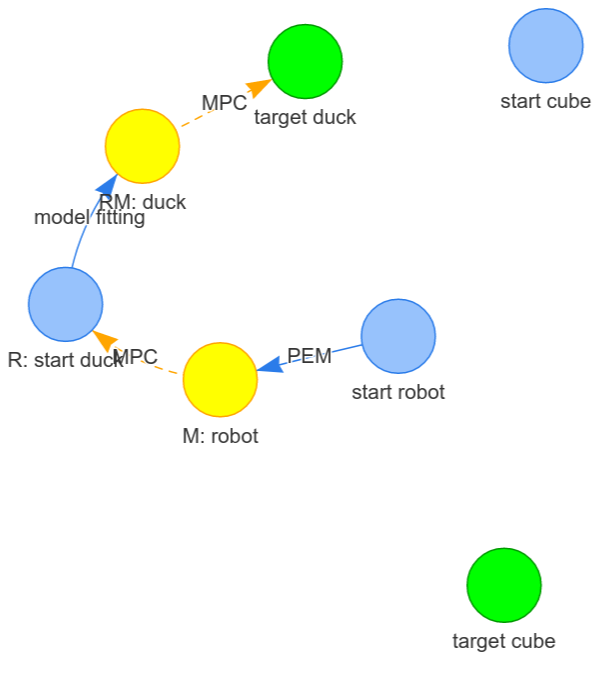 start cube
MPC
target duck
RM: duck
model fitting
R: start duck
MPC
PEM
start robot
M: robot
target cube